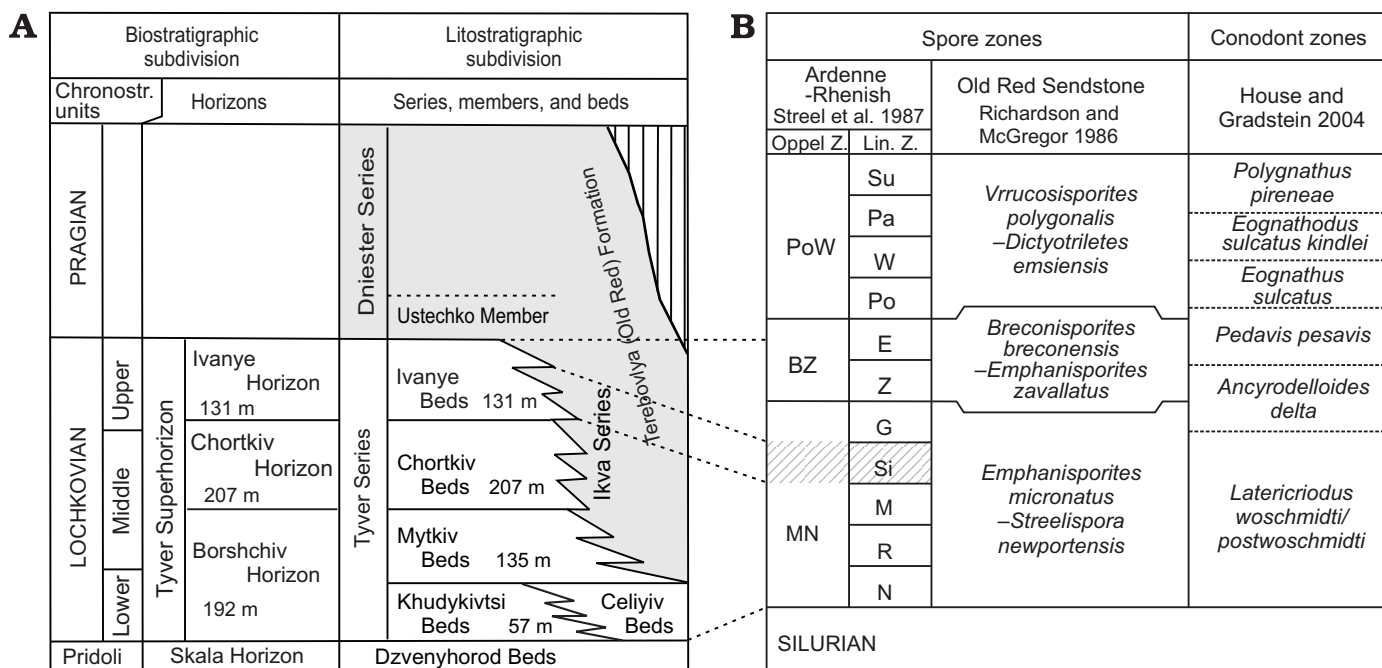 A
Biostratigraphic
subdivision
Litostratigraphic
subdivision
Chronostr.
units
Horizons
Series, members, and beds
PRAGIAN
Dniester Series
Terebovlya (Old Red) Formation
Ustechko Member
LOCHKOVIAN
Upper
Middle
Lower
Tyver Superhorizon
Ivanye
Horizon
131 m
Chortkiv
Horizon
207 m
Borshchiv
Horizon
192 m
Tyver Series
Ivanye
Beds 131 m
Chortkiv
Beds 207 m
Mytkiv
Beds 135 m
Khudykivtsi
Beds 57 m
Ikva Series
Celiyiv
Beds
Pridoli
Skala Horizon
Dzvenyhorod Beds
B
Spore zones
Conodont zones
Ardenne
-Rhenish
Streel et al. 1987
Oppel Z.
Lin. Z.
Old Red Sendstone
Richardson and
McGregor 1986
House and
Gradstein 2004
PoW
Su
Pa
W
Po
BZ
E
Z
MN
G
Si
M
R
N
Vrrucosisporites
polygonalis
–Dictyotriletes
emsiensis
Breconisporites
breconensis
–Emphanisporites
zavallatus
Emphanisporites
micronatus
–Streelispora
newportensis
Polygnathus
pireneae
Eognathodus
sulcatus kindlei
Eognathus
sulcatus
Pedavis pesavis
Ancyrodelloides
delta
Latericriodus
woschmidti/
postwoschmidti
SILURIAN